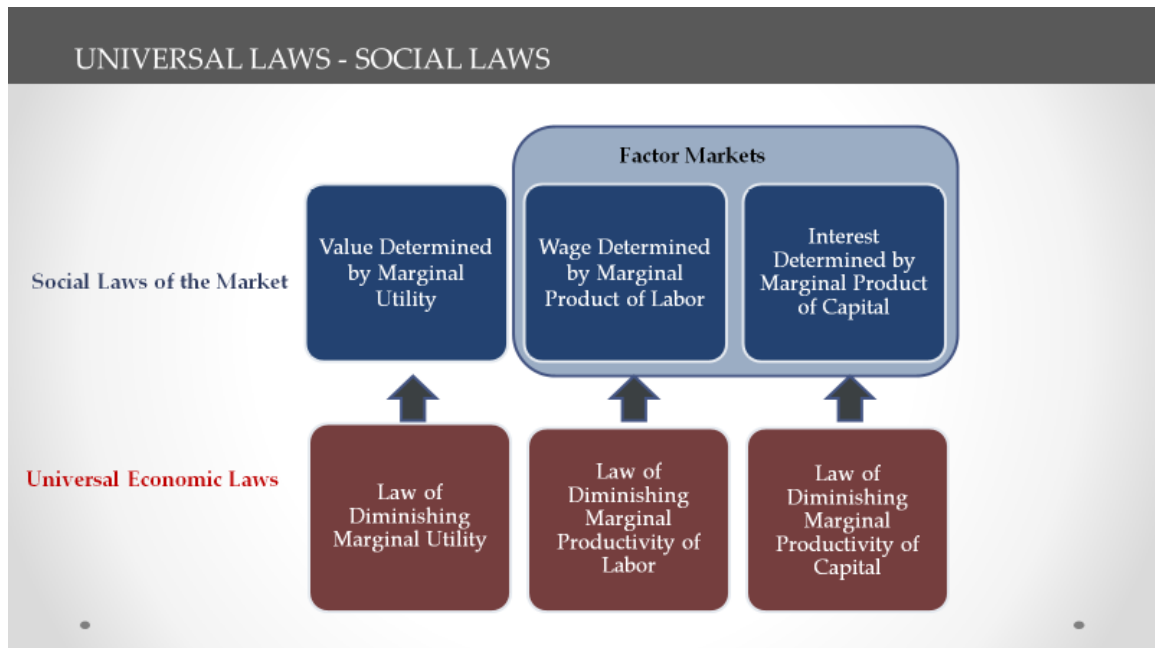 UNIVERSAL LAWS - SOCIAL LAWS
Factor Markets
Social Laws of the Market
Value Determined
by Marginal
Utility
Wage Determined
by Marginal
Product of Labor
Interest
Determined by
Marginal Product
of Capital
Universal Economic Laws
Law of
Diminishing
Marginal Utility
Law of
Diminishing
Marginal
Productivity of
Labor
Law of
Diminishing
Marginal
Productivity of
Capital